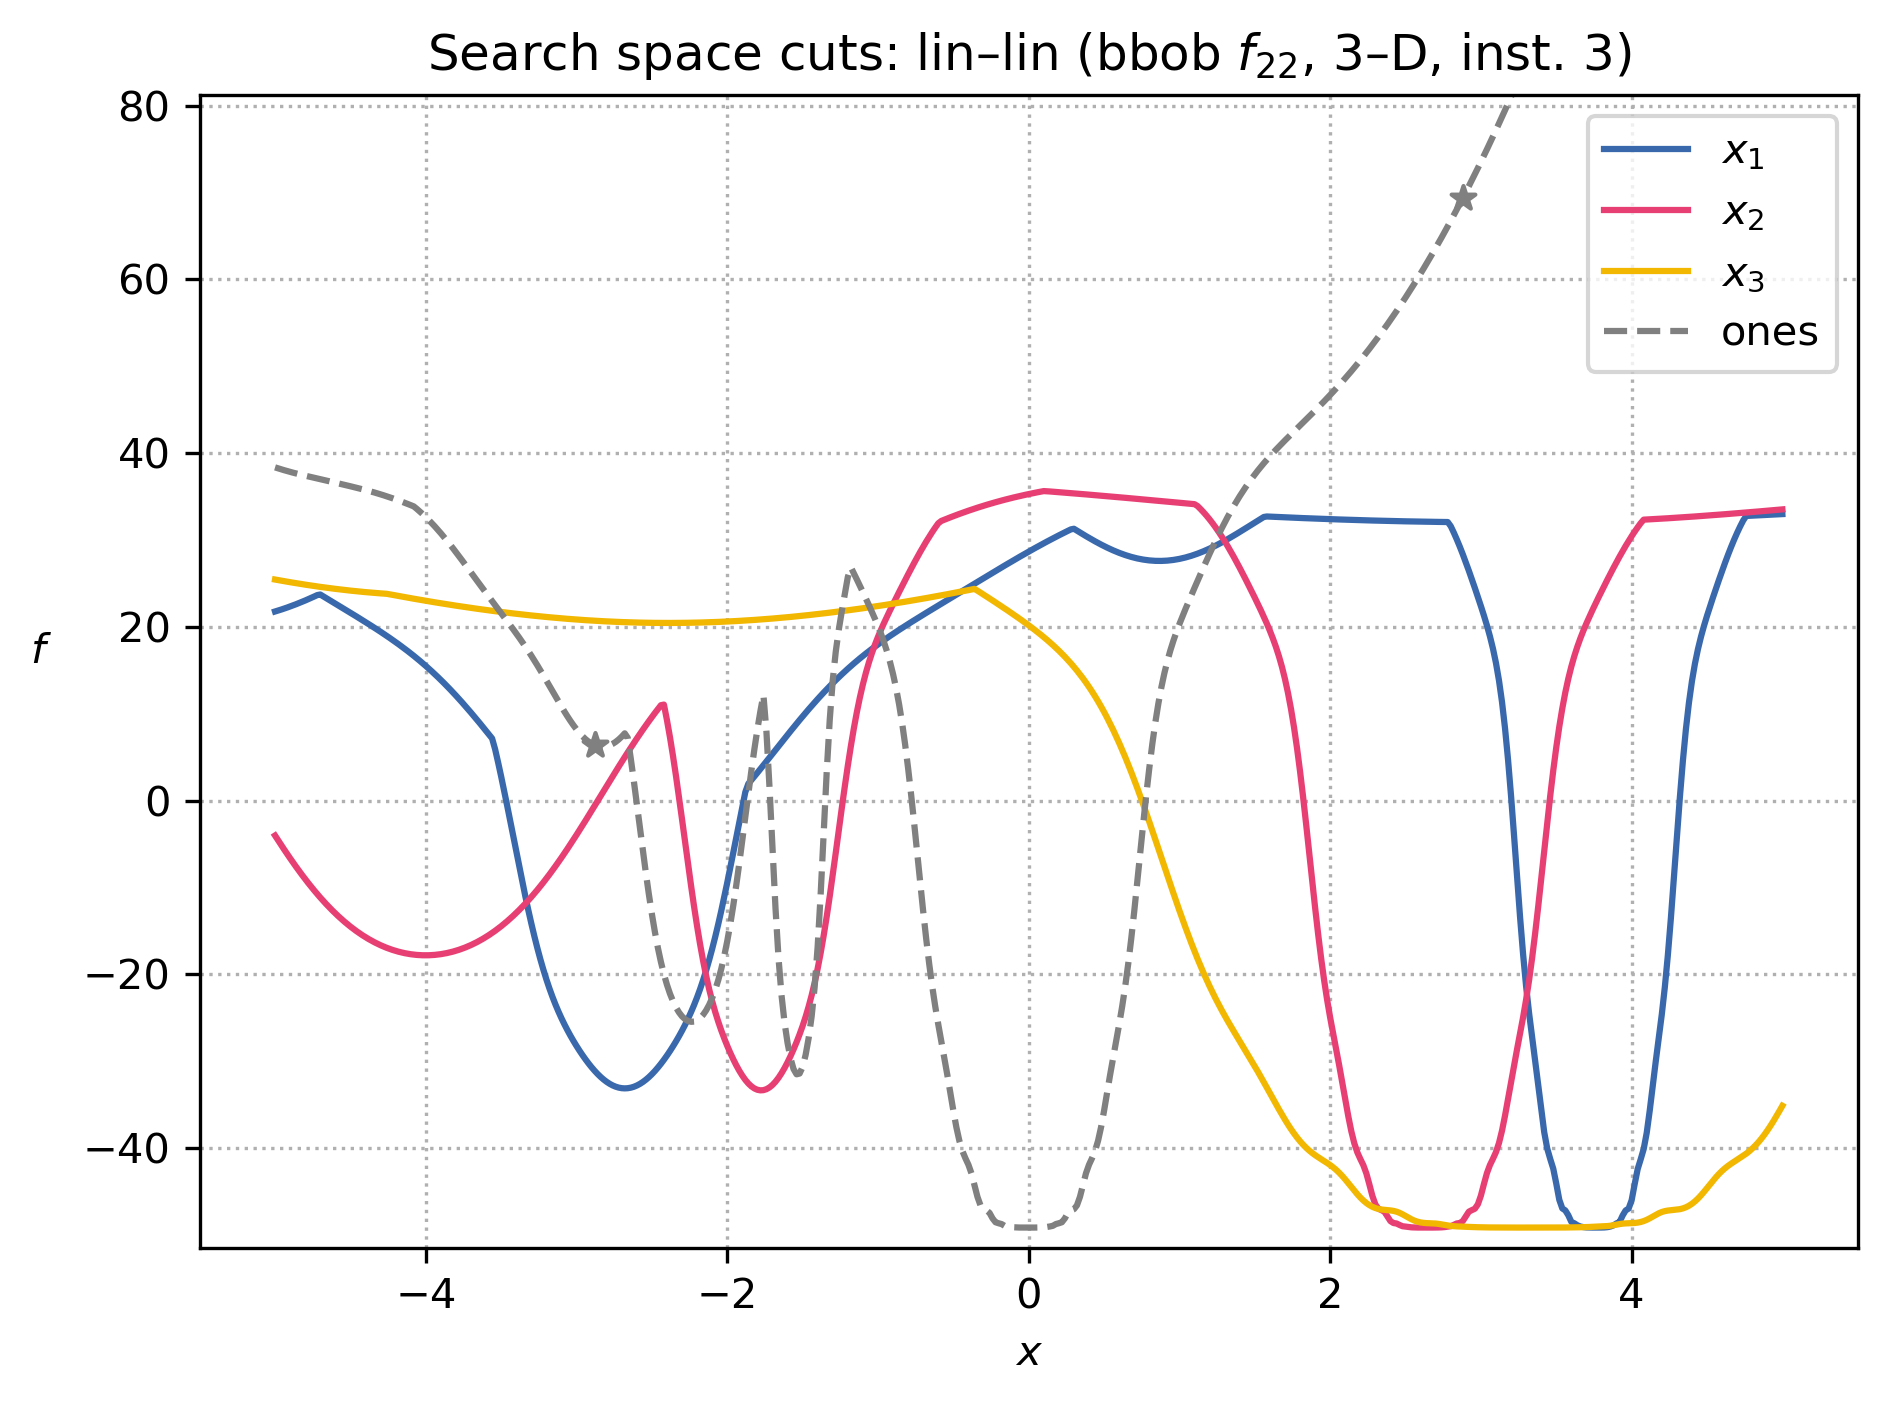 Search space cuts: lin–lin (bbob f22, 3–D, inst. 3)
80
60
40
20
0
−20
−40
f
x1
x2
x3
ones
−4
−2
0
2
4
x